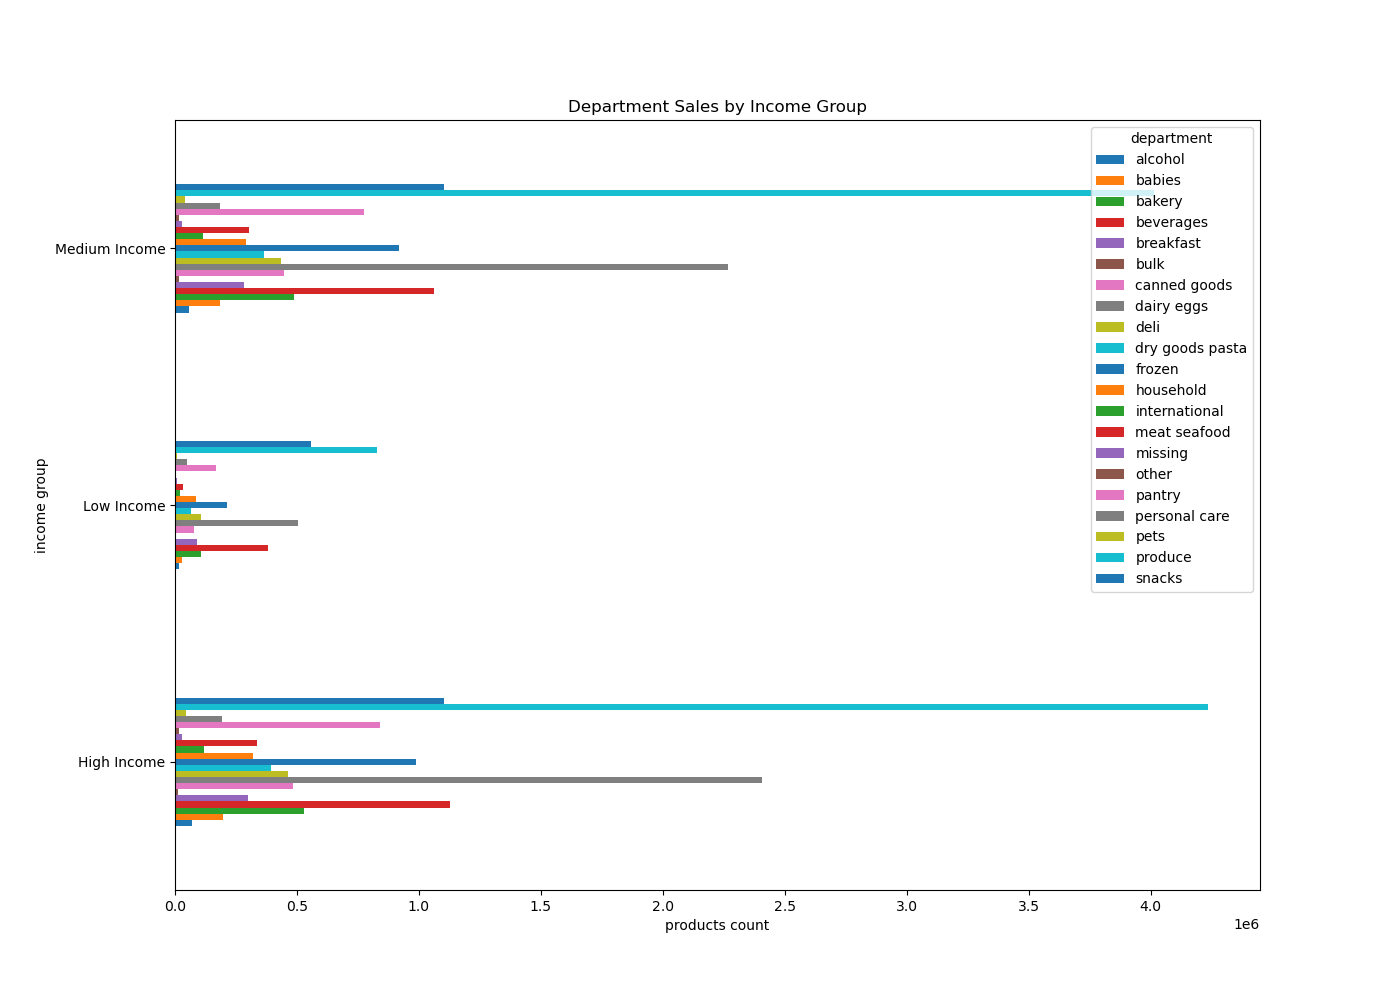 Department Sales by Income Group
department
alcohol
babies
bakery
beverages
breakfast
bulk
canned goods
dairy eggs
deli
dry goods pasta
frozen
household
international
meat seafood
missing
other
pantry
personal care
pets
produce
snacks
income group
Medium Income
Low Income
High Income
0.0 0.5 1.0 1.5 2.0 2.5 3.0 3.5 4.0
products count
1e6